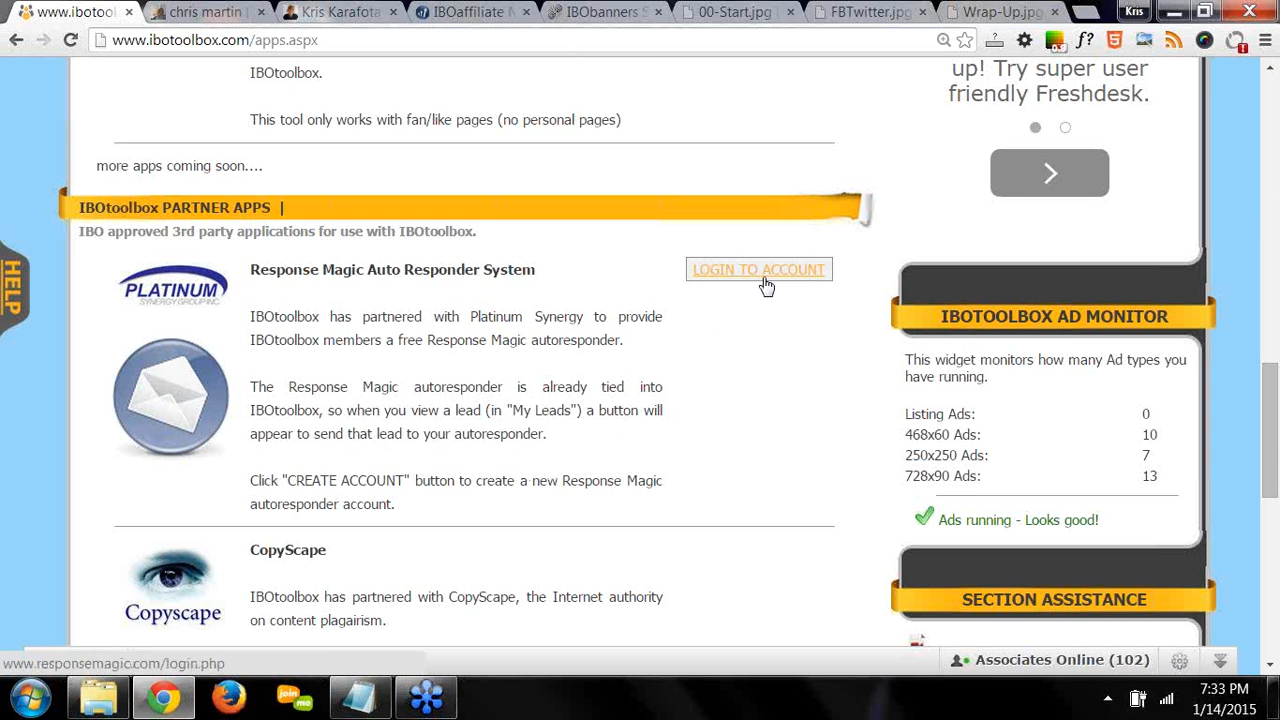 www.ibotoolbo
chris martin |
Kris Karafota
IBOaffiliate N
IBObanners S
00-Start.jpg
FBTwitter.jpg
Wrap-Up.jpg
Kris
www.ibotoolbox.com/apps.aspx
IBOtoolbox.
This tool only works with fan/like pages (no personal pages)
more apps coming soon....
IBOtoolbox PARTNER APPS |
IBO approved 3rd party applications for use with IBOtoolbox.
PLATINUM
SYNERGY GROUP INC
Response Magic Auto Responder System
LOGIN TO ACCOUNT
IBOtoolbox has partnered with Platinum Synergy to provide
IBOtoolbox members a free Response Magic autoresponder.
The Response Magic autoresponder is already tied into
IBOtoolbox, so when you view a lead (in "My Leads") a button will
appear to send that lead to your autoresponder.
Click "CREATE ACCOUNT" button to create a new Response Magic
autoresponder account.
Copyscape
CopyScape
IBOtoolbox has partnered with CopyScape, the Internet authority
on content plagairism.
HELP
up! Try super user
friendly Freshdesk.
IBOTOOLBOX AD MONITOR
This widget monitors how many Ad types you
have running.
Listing Ads: 0
468x60 Ads: 10
250x250 Ads: 7
728x90 Ads: 13
Ads running - Looks good!
SECTION ASSISTANCE
www.responsemagic.com/login.php
Associates Online (102)
join
me
7:33 PM
1/14/2015